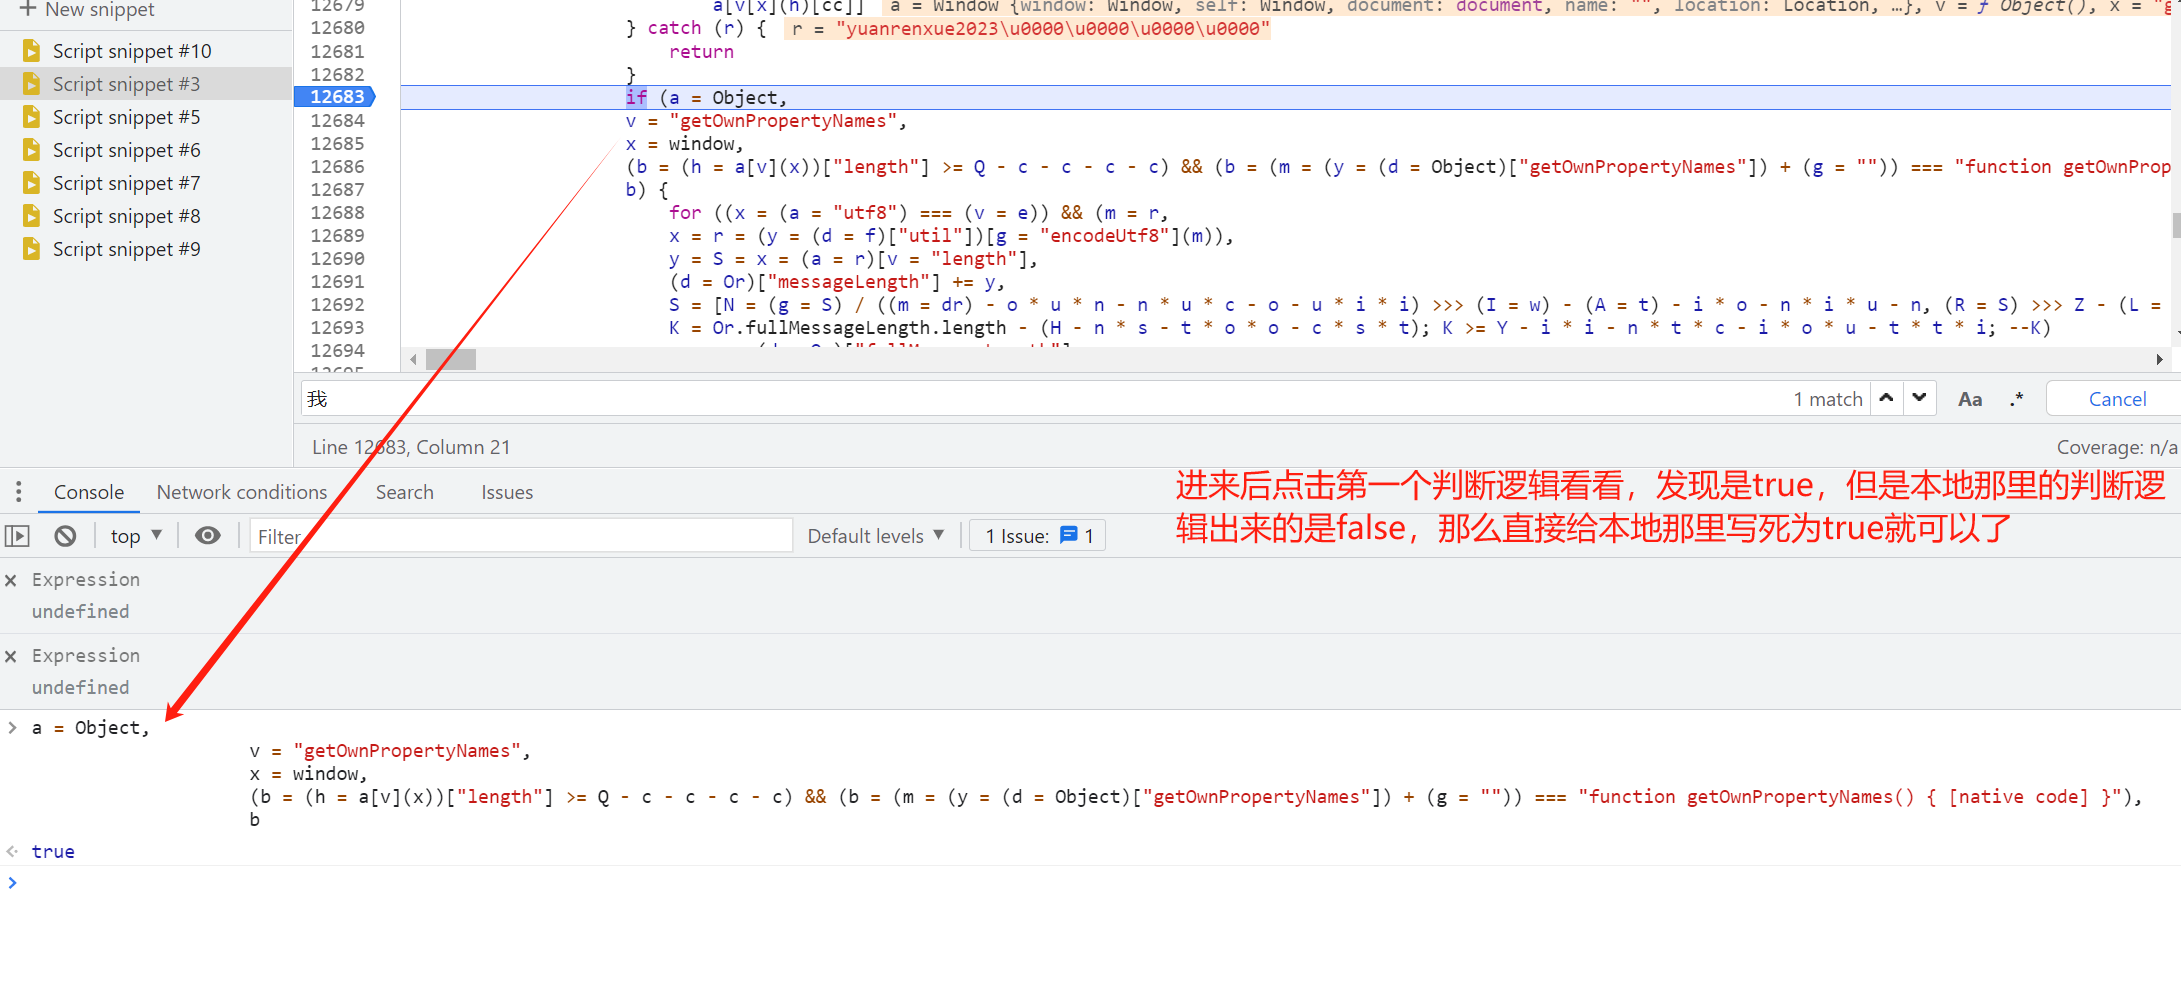 New snippet
Script snippet #10
Script snippet #3
Script snippet #5
Script snippet #6
Script snippet #7
Script snippet #8
Script snippet #9
12679 a[v[x](h)[cc]] a = Window {window: Window, self: Window, document: document, name: "", location: Location, …}, v = ƒ Object(), x = "g
12680 } catch (r) { r = "yuanrenxue2023\u0000\u0000\u0000\u0000"
12681 return
12682 }
12683 if (a = Object,
12684 v = "getOwnPropertyNames",
12685 x = window,
12686 (b = (h = a[v](x))["length"] >= Q - c - c - c - c) && (b = (m = (y = (d = Object)["getOwnPropertyNames"]) + (g = "")) === "function getOwnProp
12687 b) {
12688 for ((x = (a = "utf8") === (v = e)) && (m = r,
12689 x = r = (y = (d = f)["util"])[g = "encodeUtf8"](m)),
12690 y = S = x = (a = r)[v = "length"],
12691 (d = Or)["messageLength"] += y,
12692 S = [N = (g = S) / ((m = dr) - o * u * n - n * u * c - o - u * i * i) >>> (I = w) - (A = t) - i * o - n * i * u - n, (R = S) >>> Z - (L =
12693 K = Or.fullMessageLength.length - (H - n * s - t * o * o - c * s * t); K >= Y - i * i - n * t * c - i * o * u - t * t * i; --K)
12694
我 1 match Aa .* Cancel
Line 12683, Column 21 Coverage: n/a
进来后点击第一个判断逻辑看看，发现是true，但是本地那里的判断逻
辑出来的是false，那么直接给本地那里写死为true就可以了
Console Network conditions Search Issues
top Filter Default levels 1 Issue: 1
Expression
undefined
Expression
undefined
a = Object,
v = "getOwnPropertyNames",
x = window,
(b = (h = a[v](x))["length"] >= Q - c - c - c - c) && (b = (m = (y = (d = Object)["getOwnPropertyNames"]) + (g = "")) === "function getOwnPropertyNames() { [native code] }"),
b
true